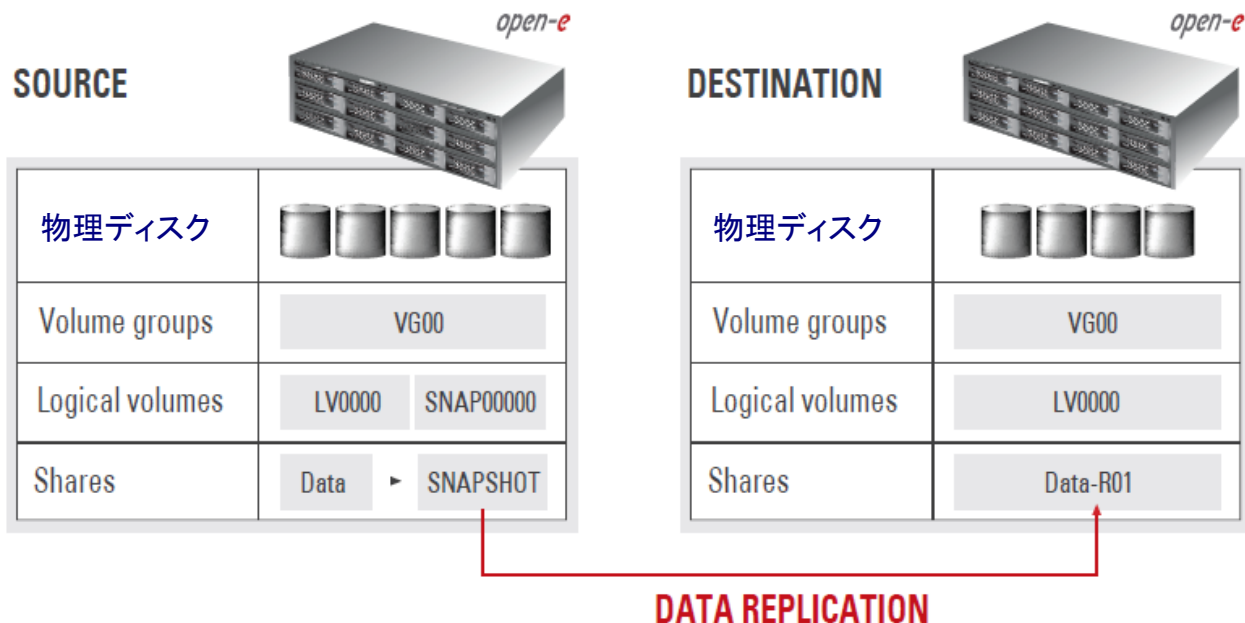 open-e
SOURCE
物理ディスク
Volume groups
VG00
Logical volumes
LV0000 SNAP00000
Shares
Data ► SNAPSHOT
open-e
DESTINATION
物理ディスク
Volume groups
VG00
Logical volumes
LV0000
Shares
Data-R01
DATA REPLICATION